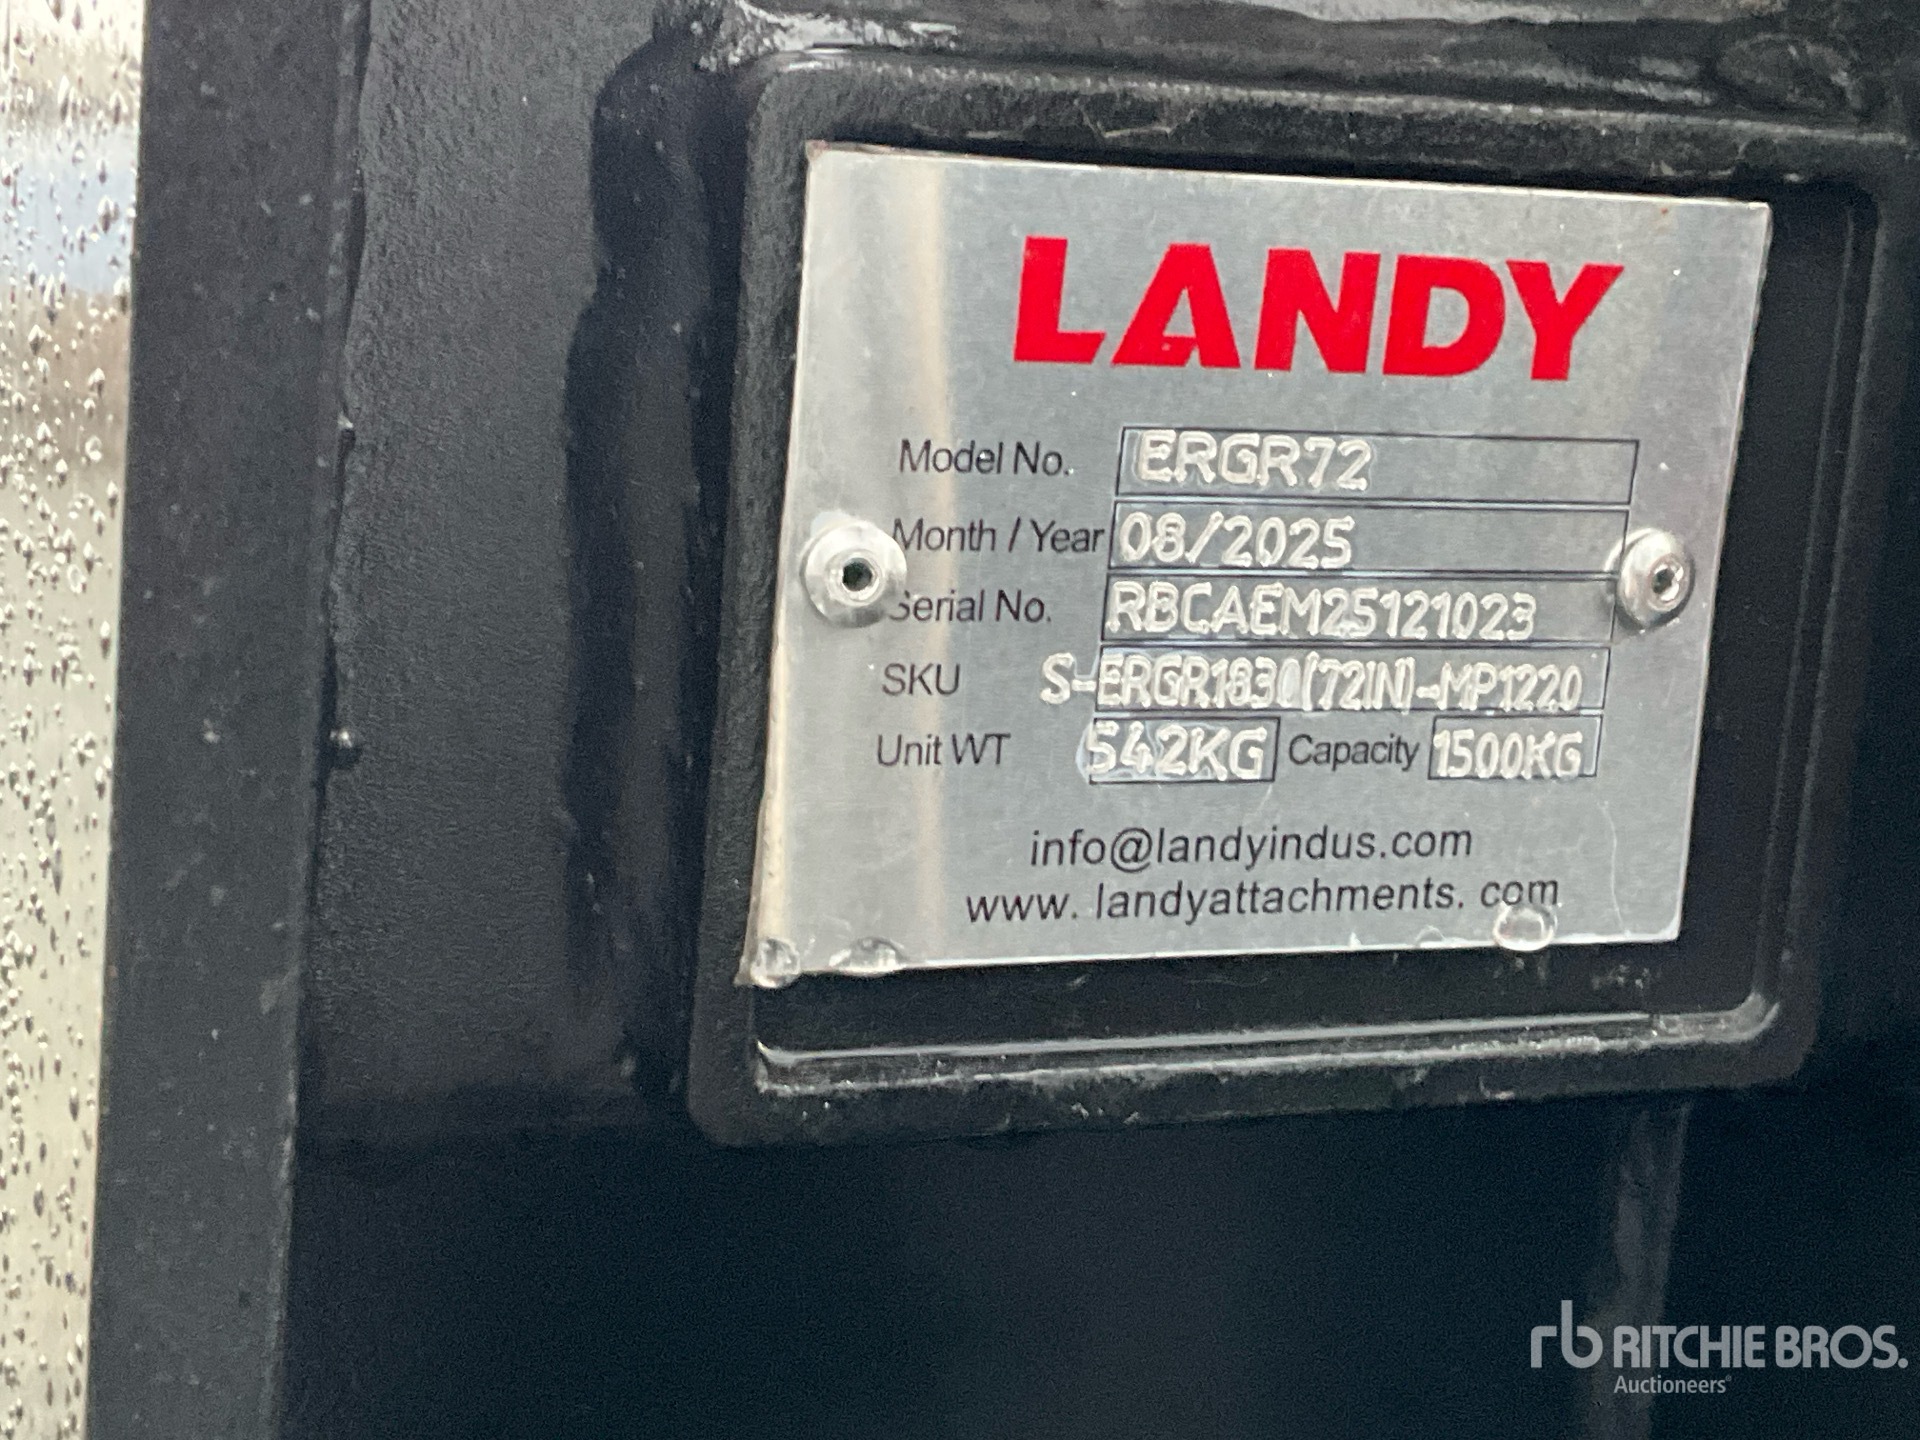 LANDY
Model No. ERGR72
Month / Year 08/2025
Serial No. RBCAEM25121023
SKU S-ERGR1830(72IN)-MP1220
Unit WT 542KG Capacity 1500KG
info@landyindus.com
www. landyattachments. com
rb RITCHIE BROS.
Auctioneers®